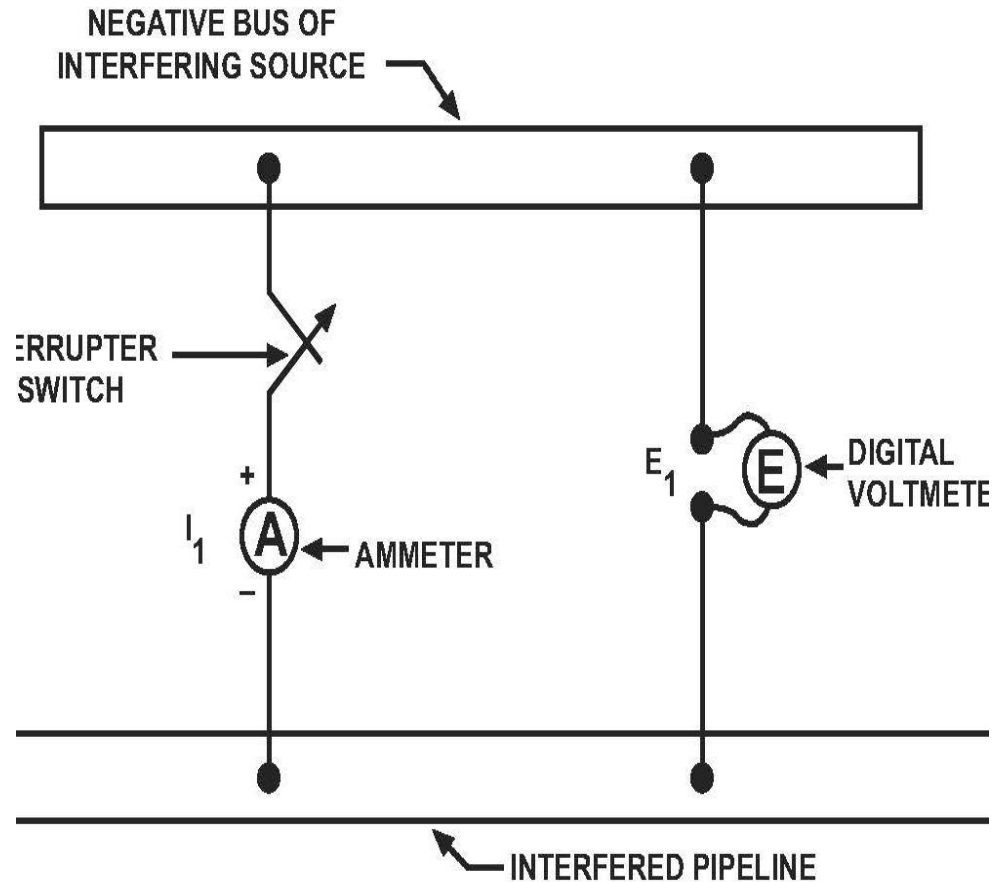 NEGATIVE BUS OF
INTERFERING SOURCE
ERRUPTER
SWITCH
+
I1
A
AMMETER
–
E1
E
DIGITAL
VOLTMETE
INTERFERED PIPELINE